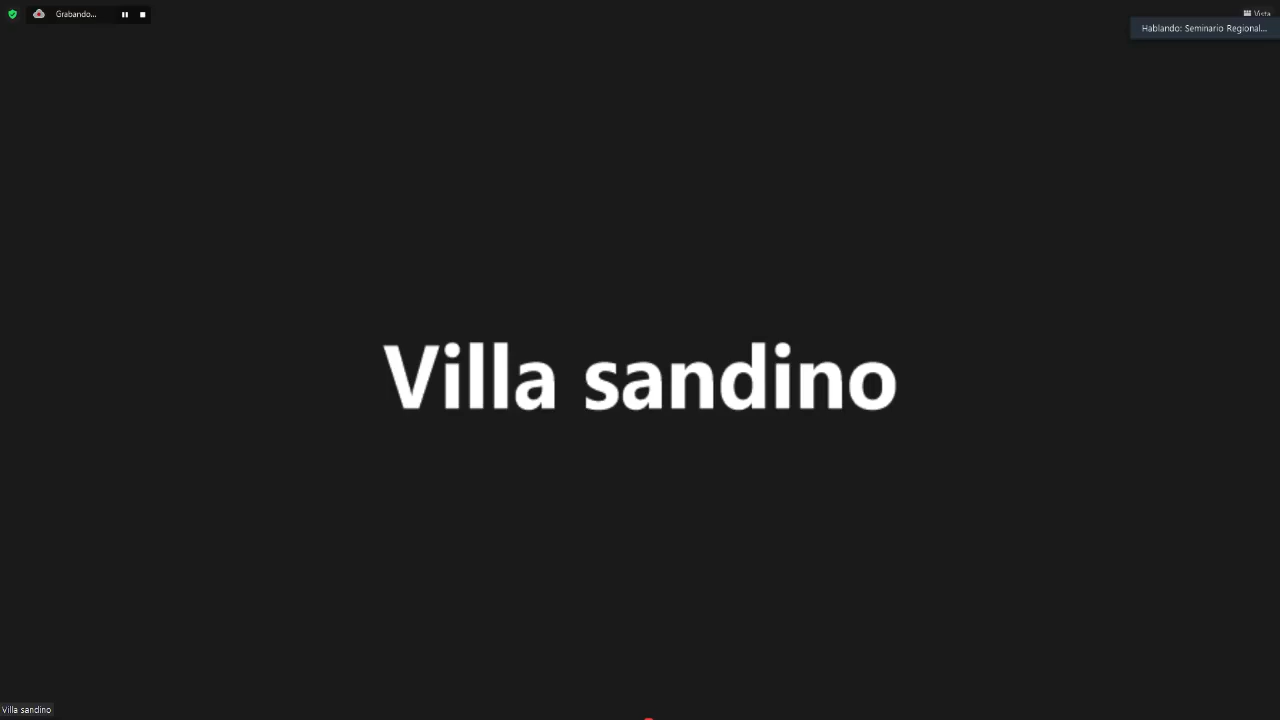 Grabando...
Vista
Hablando: Seminario Regional...
Villa sandino
Villa sandino